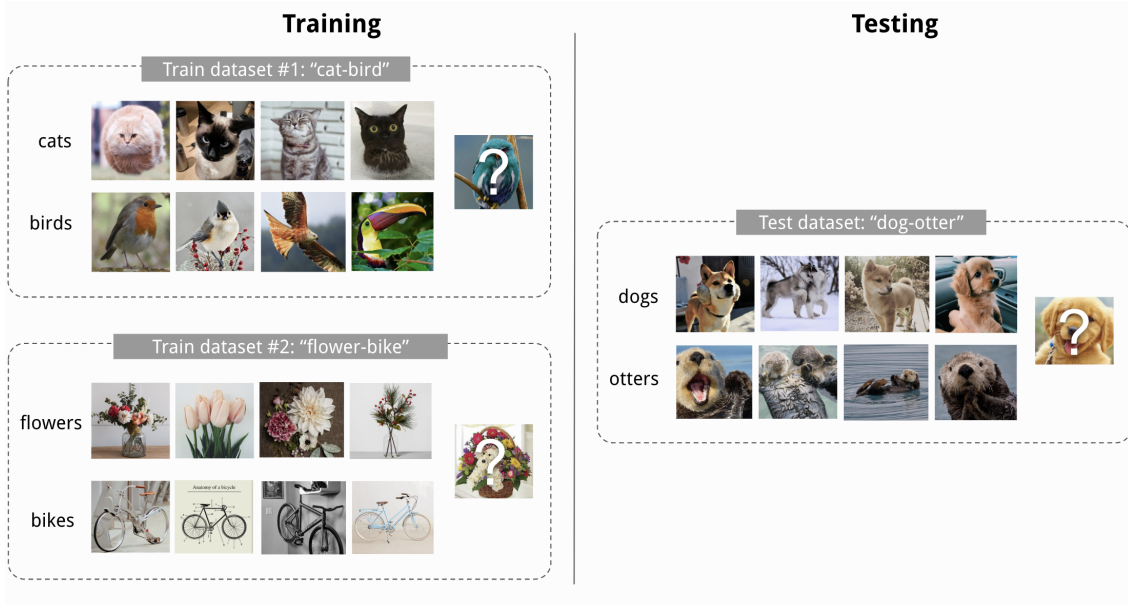 Training
Testing
Train dataset #1: “cat-bird”
cats
?
birds
Test dataset: “dog-otter”
dogs
?
otters
Train dataset #2: “flower-bike”
flowers
?
Anatomy of a bicycle
bikes